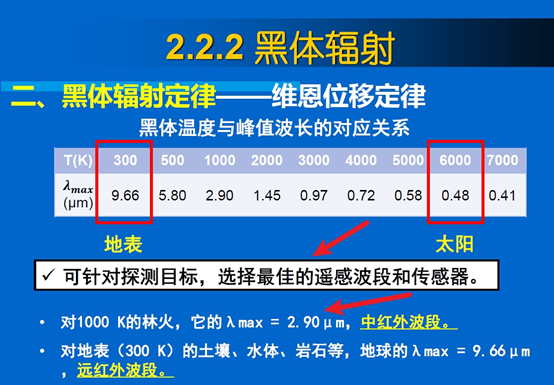 2.2.2 黑体辐射
二、黑体辐射定律——维恩位移定律
黑体温度与峰值波长的对应关系
T(K) 300 500 1000 2000 3000 4000 5000 6000 7000
λmax (μm) 9.66 5.80 2.90 1.45 0.97 0.72 0.58 0.48 0.41
地表 太阳
✓ 可针对探测目标，选择最佳的遥感波段和传感器。
• 对1000 K的林火，它的λmax = 2.90μm，中红外波段。
• 对地表（300 K）的土壤、水体、岩石等，地球的λmax = 9.66μm
，远红外波段。